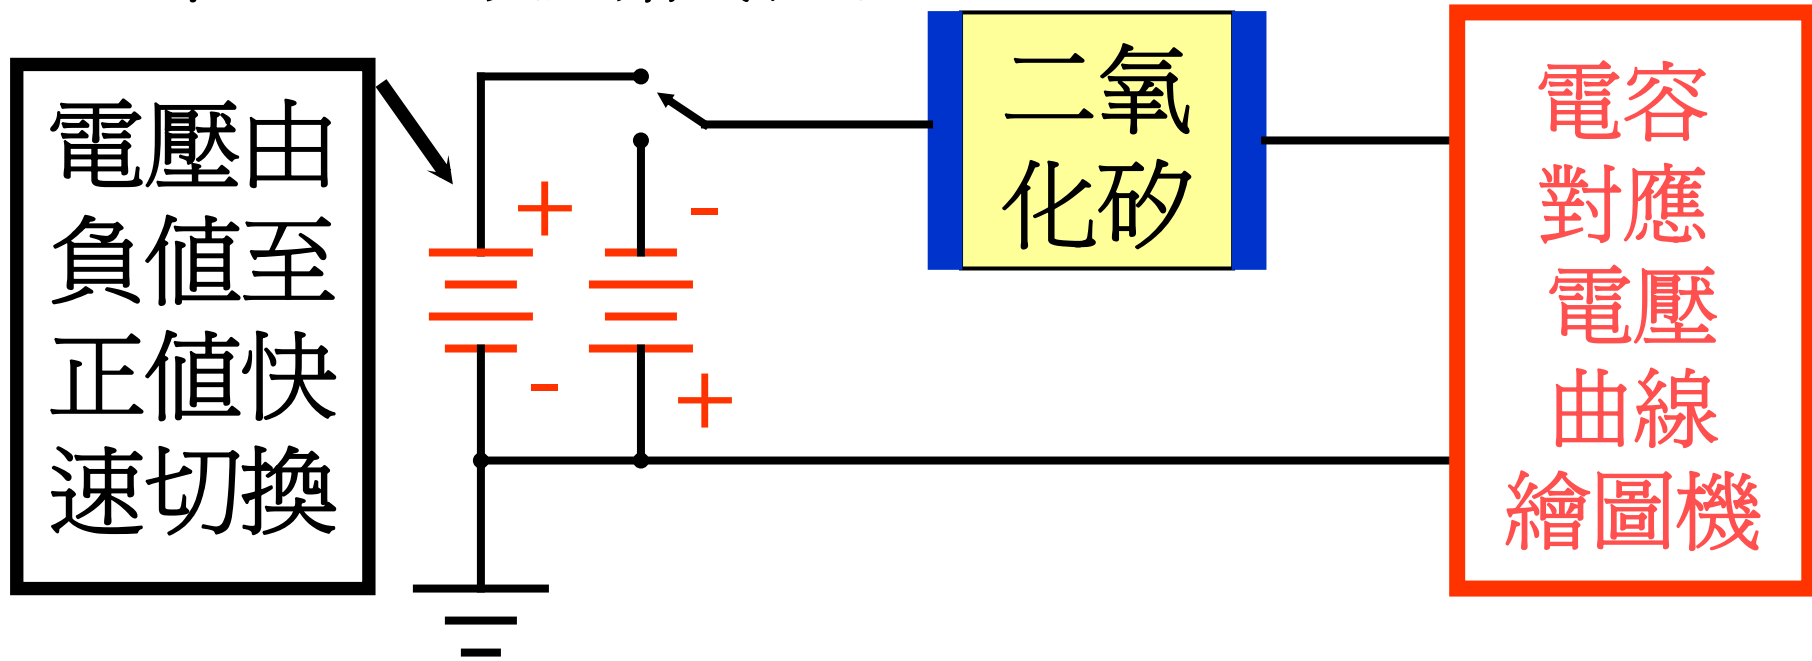 電壓由
負值至
正值快
速切換
+
-
-
+
二氧
化矽
電容
對應
電壓
曲線
繪圖機